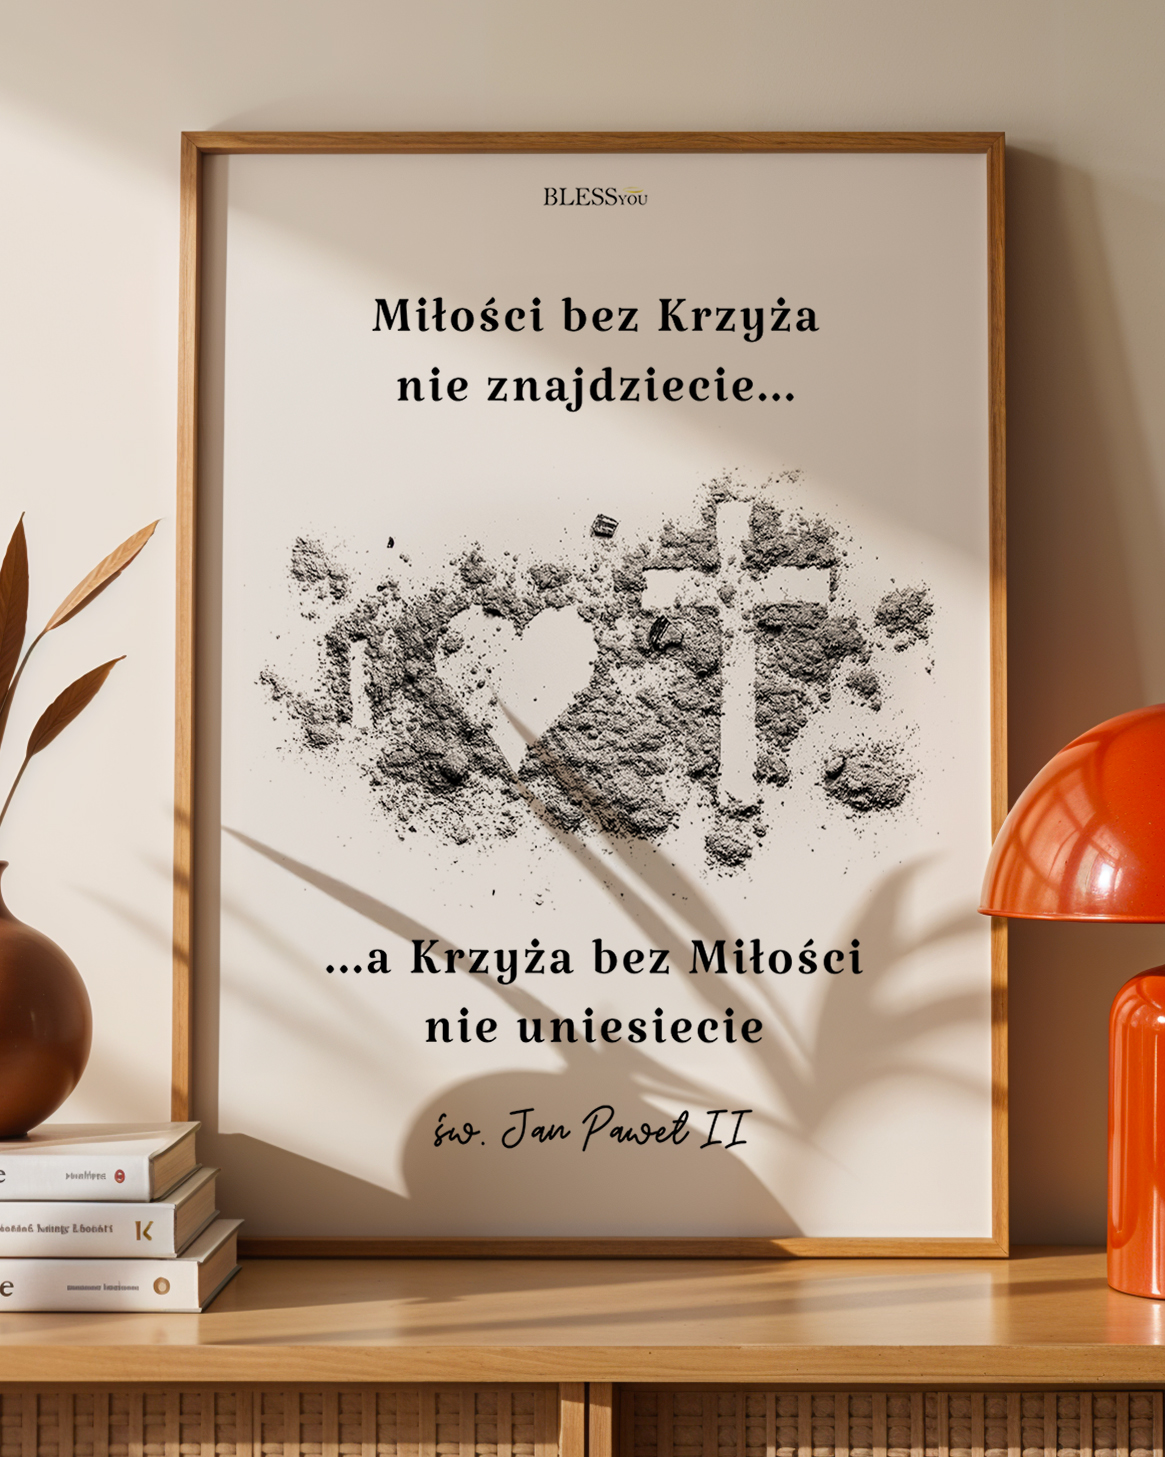 BLESSYOU
Miłości bez Krzyża
nie znajdziecie...
...a Krzyża bez Miłości
nie uniesiecie
św. Jan Paweł II
e
K
e